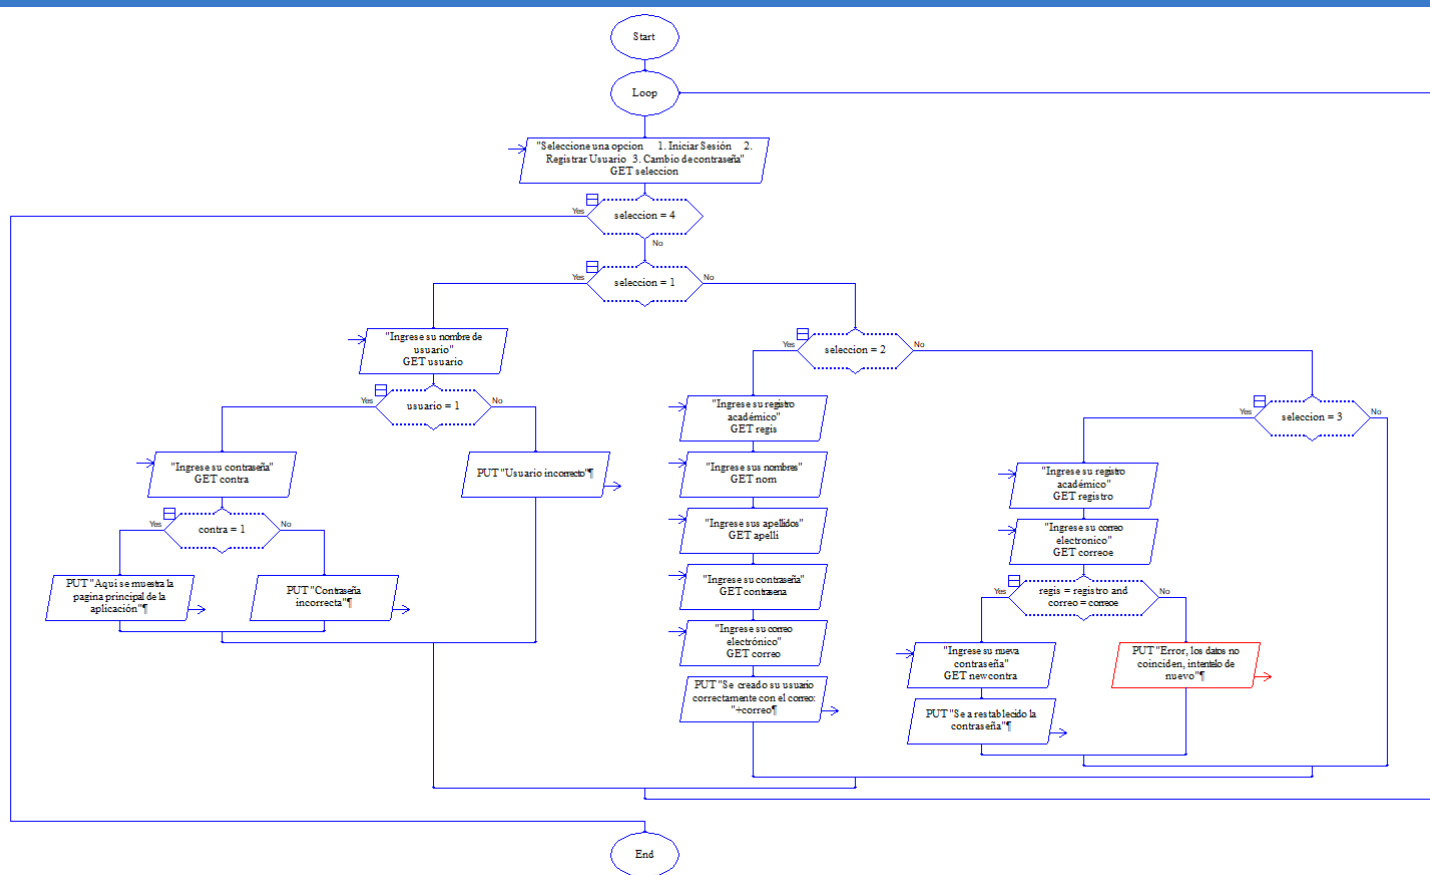 Start
Loop
"Seleccione una opcion     1. Iniciar Sesión     2.
Registrar Usuario  3. Cambio de contraseña"
GET seleccion
Yes
seleccion = 4
No
Yes
seleccion = 1
No
"Ingrese su nombre de
usuario"
GET usuario
Yes
seleccion = 2
No
Yes
usuario = 1
No
"Ingrese su registro
académico"
GET regis
Yes
seleccion = 3
No
"Ingrese su contraseña"
GET contra
PUT "Usuario incorrecto"¶
"Ingrese sus nombres"
GET nom
"Ingrese su registro
académico"
GET registro
Yes
contra = 1
No
"Ingrese sus apellidos"
GET apelli
"Ingrese su correo
electronico"
GET correoe
PUT "Aqui se muestra la
pagina principal de la
aplicación"¶
PUT "Contraseña
incorrecta"¶
"Ingrese su contraseña"
GET contrasena
Yes
regis = registro and
correo = correoe
No
"Ingrese su correo
electrónico"
GET correo
"Ingrese su nueva
contraseña"
GET newcontra
PUT "Error, los datos no
coinciden, intentelo de
nuevo"¶
PUT "Se creado su usuario
correctamente con el correo:
"+correo¶
PUT "Se a restablecido la
contraseña"¶
End